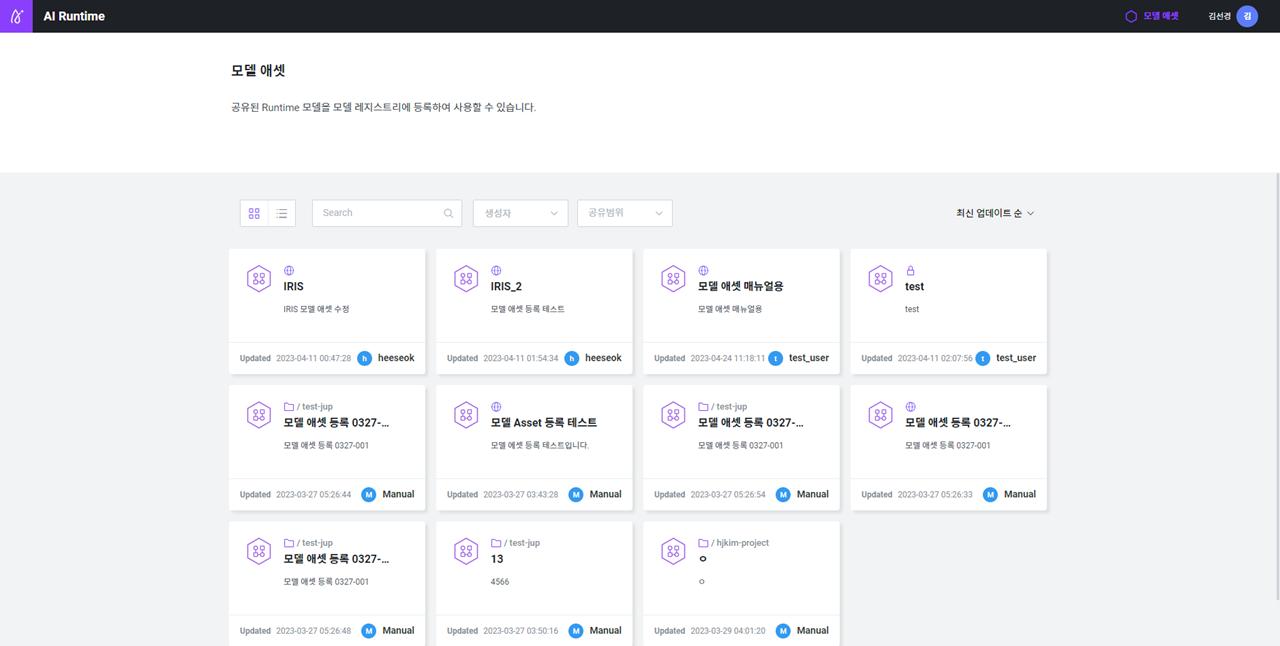 AI Runtime
모델 애셋
김선경
김
모델 애셋
공유된 Runtime 모델을 모델 레지스트리에 등록하여 사용할 수 있습니다.
Search
생성자
공유범위
최신 업데이트 순
IRIS
IRIS 모델 애셋 수정
Updated 2023-04-11 00:47:28 h heeseok
IRIS_2
모델 애셋 등록 테스트
Updated 2023-04-11 01:54:34 h heeseok
모델 애셋 매뉴얼용
모델 애셋 매뉴얼용
Updated 2023-04-24 11:18:11 t test_user
test
test
Updated 2023-04-11 02:07:56 t test_user
/ test-jup
모델 애셋 등록 0327-...
모델 애셋 등록 0327-001
Updated 2023-03-27 05:26:44 M Manual
모델 Asset 등록 테스트
모델 에셋 등록 테스트입니다.
Updated 2023-03-27 03:43:28 M Manual
/ test-jup
모델 애셋 등록 0327-...
모델 애셋 등록 0327-001
Updated 2023-03-27 05:26:54 M Manual
모델 애셋 등록 0327-...
모델 애셋 등록 0327-001
Updated 2023-03-27 05:26:33 M Manual
/ test-jup
모델 애셋 등록 0327-...
모델 애셋 등록 0327-001
Updated 2023-03-27 05:26:48 M Manual
/ test-jup
13
4566
Updated 2023-03-27 03:50:16 M Manual
/ hjkim-project
ㅇ
ㅇ
Updated 2023-03-29 04:01:20 M Manual